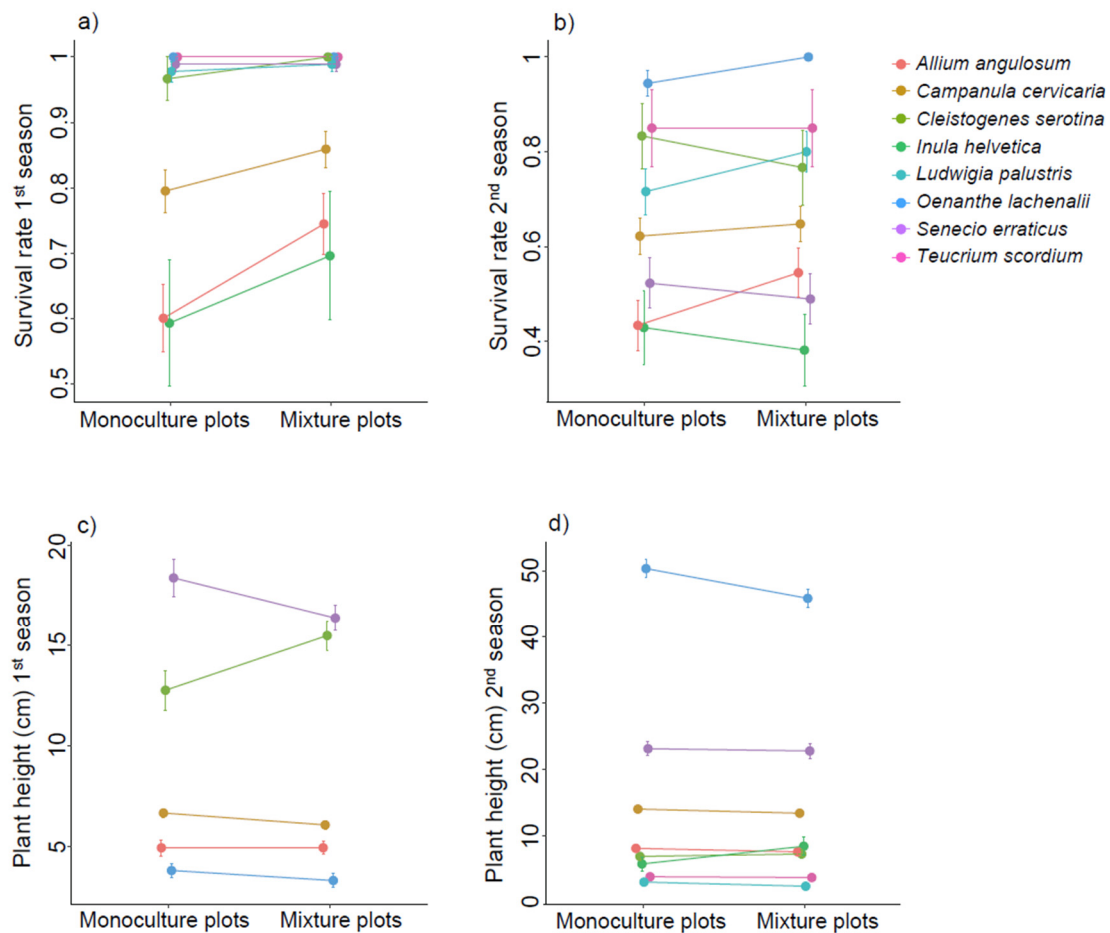 a)
Survival rate 1st season
1
0.9
0.8
0.7
0.6
0.5
Monoculture plots Mixture plots
b)
Survival rate 2nd season
1
0.8
0.6
0.4
Monoculture plots Mixture plots
Allium angulosum
Campanula cervicaria
Cleistogenes serotina
Inula helvetica
Ludwigia palustris
Oenanthe lachenalii
Senecio erraticus
Teucrium scordium
c)
Plant height (cm) 1st season
20
15
10
5
Monoculture plots Mixture plots
d)
Plant height (cm) 2nd season
50
40
30
20
10
0
Monoculture plots Mixture plots